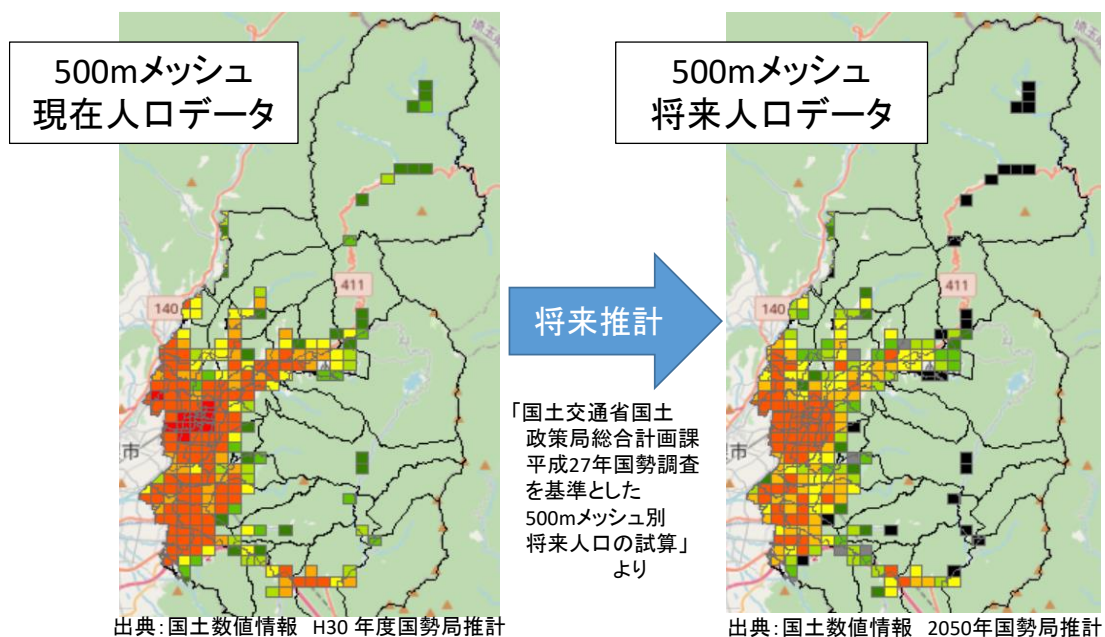 500mメッシュ
現在人口データ
140
411
市
出典：国土数値情報 H30 年度国勢局推計
将来推計
「国土交通省国土
政策局総合計画課
平成27年国勢調査
を基準とした
500mメッシュ別
将来人口の試算」
より
500mメッシュ
将来人口データ
埼玉
140
411
市
出典：国土数値情報 2050年国勢局推計